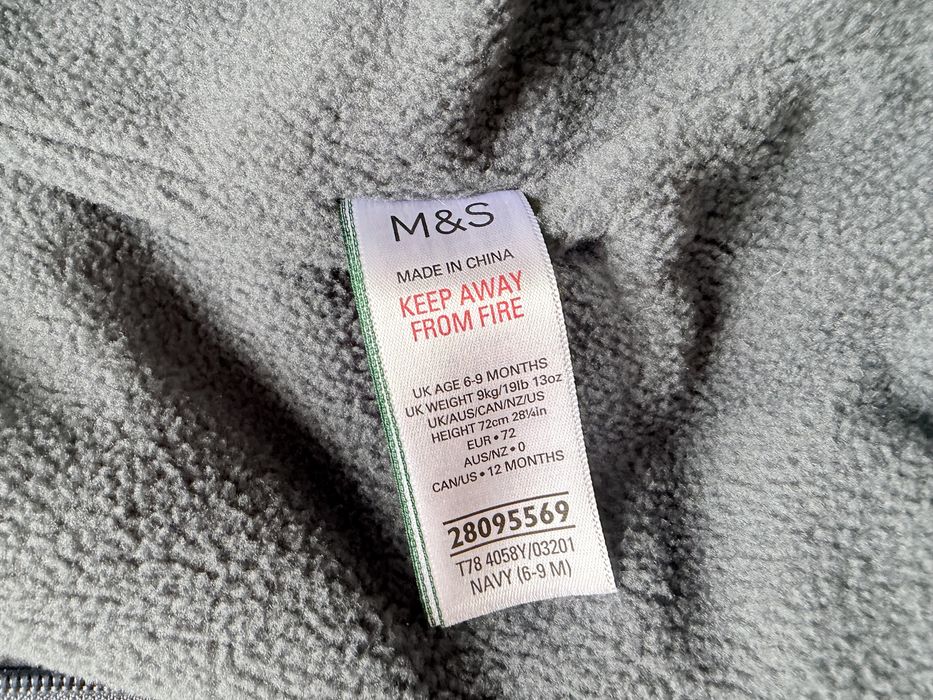 M&S
MADE IN CHINA
KEEP AWAY
FROM FIRE
UK AGE 6-9 MONTHS
UK WEIGHT 9kg/19lb 13oz
UK/AUS/CAN/NZ/US
HEIGHT 72cm 28¼in
EUR • 72
AUS/NZ • 0
CAN/US • 12 MONTHS
28095569
T78 4058Y/03201
NAVY (6-9 M)